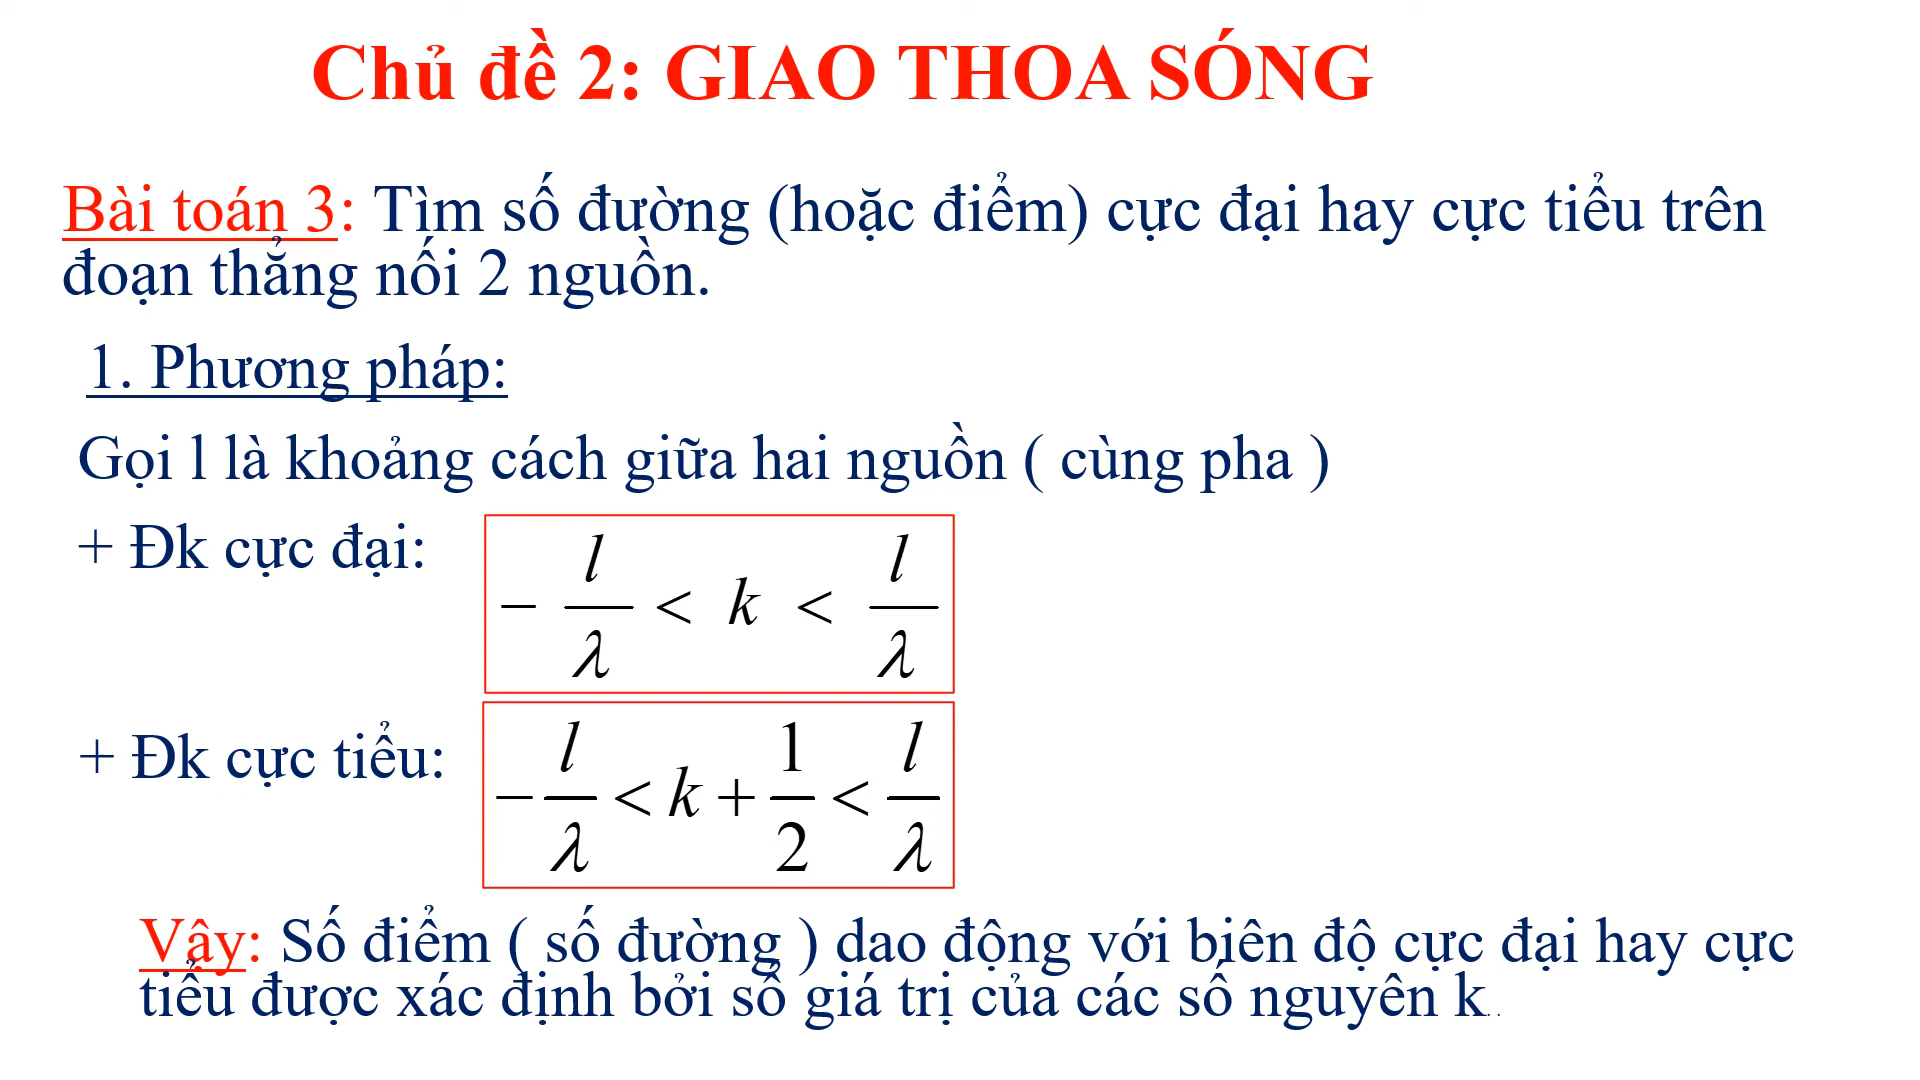 Chủ đề 2: GIAO THOA SÓNG
Bài toán 3: Tìm số đường (hoặc điểm) cực đại hay cực tiểu trên
đoạn thẳng nối 2 nguồn.
1. Phương pháp:
Gọi l là khoảng cách giữa hai nguồn ( cùng pha )
+ Đk cực đại:
− l/λ < k < l/λ
+ Đk cực tiểu:
− l/λ < k + 1/2 < l/λ
Vậy: Số điểm ( số đường ) dao động với biên độ cực đại hay cực
tiểu được xác định bởi số giá trị của các số nguyên k..